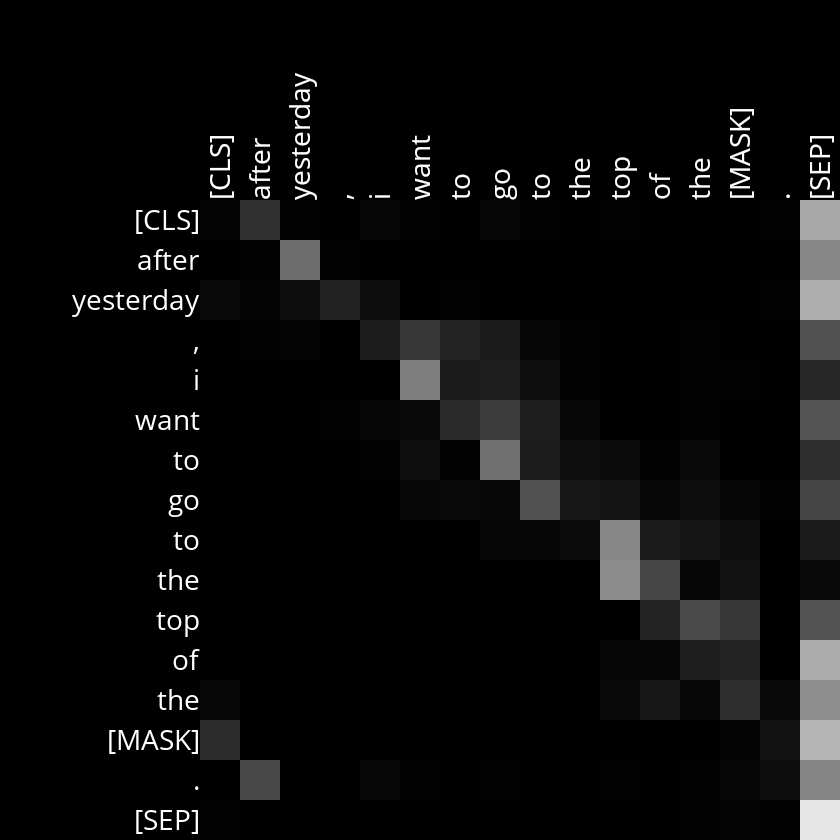 [CLS] after yesterday , i want to go to the top of the [MASK] . [SEP]
[CLS]
after
yesterday
,
i
want
to
go
to
the
top
of
the
[MASK]
.
[SEP]